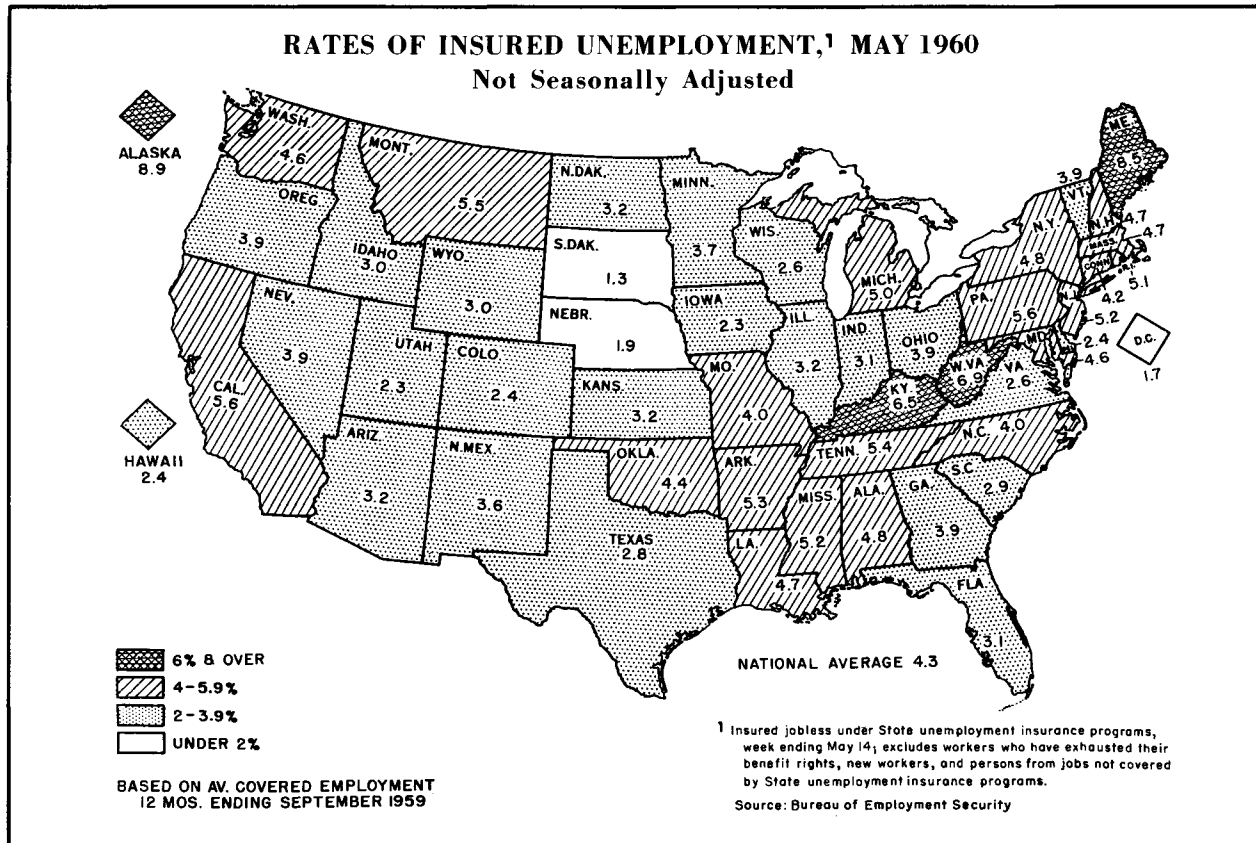 RATES OF INSURED UNEMPLOYMENT,¹ MAY 1960
Not Seasonally Adjusted
ALASKA
8.9
HAWAII
2.4
WASH.
4.6
OREG
3.9
CAL.
5.6
NEV.
3.9
IDAHO
3.0
MONT.
5.5
WYO.
3.0
UTAH
2.3
COLO
2.4
ARIZ.
3.2
N.MEX.
3.6
N.DAK.
3.2
S.DAK.
1.3
NEBR.
1.9
KANS.
3.2
OKLA.
4.4
TEXAS
2.8
MINN.
3.7
IOWA
2.3
MO.
4.0
ARK.
5.3
LA.
4.7
WIS.
2.6
ILL.
3.2
MICH.
5.0
IND.
3.1
OHIO
3.9
KY
6.5
TENN. 5.4
MISS.
5.2
ALA.
4.8
GA.
3.9
FLA.
3.1
S.C.
2.9
N.C. 4.0
VA.
2.6
W.VA
6.9
MD.
PA.
5.6
N.Y.
4.8
N.J.
3.9
VT.
N.H.
4.7
ME.
8.5
MASS.
4.7
CONN.
R.I.
5.1
4.2
5.2
2.4
4.6
D.C.
1.7
NATIONAL AVERAGE 4.3
6% & OVER
4-5.9%
2-3.9%
UNDER 2%
BASED ON AV. COVERED EMPLOYMENT
12 MOS. ENDING SEPTEMBER 1959
¹ Insured jobless under State unemployment insurance programs,
week ending May 14; excludes workers who have exhausted their
benefit rights, new workers, and persons from jobs not covered
by State unemployment insurance programs.
Source: Bureau of Employment Security